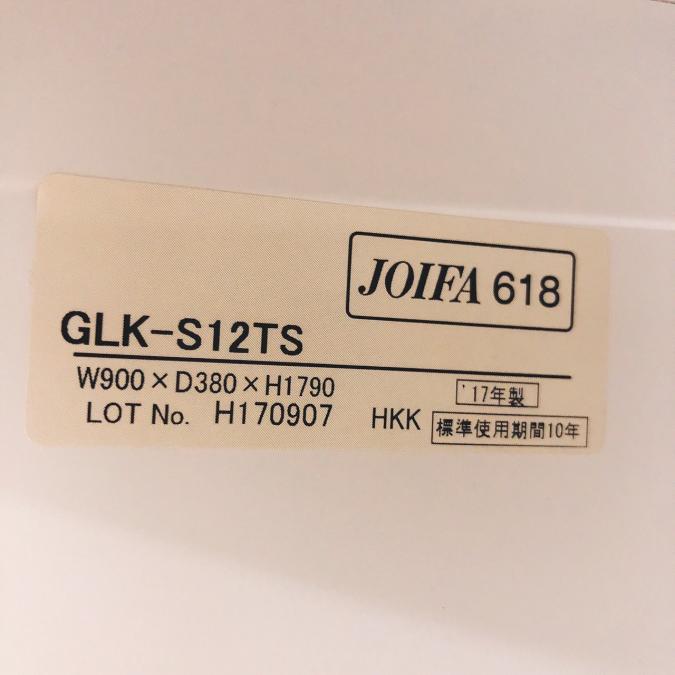 JOIFA 618
GLK-S12TS
W900×D380×H1790
'17年製
LOT No. H170907 HKK
標準使用期間10年